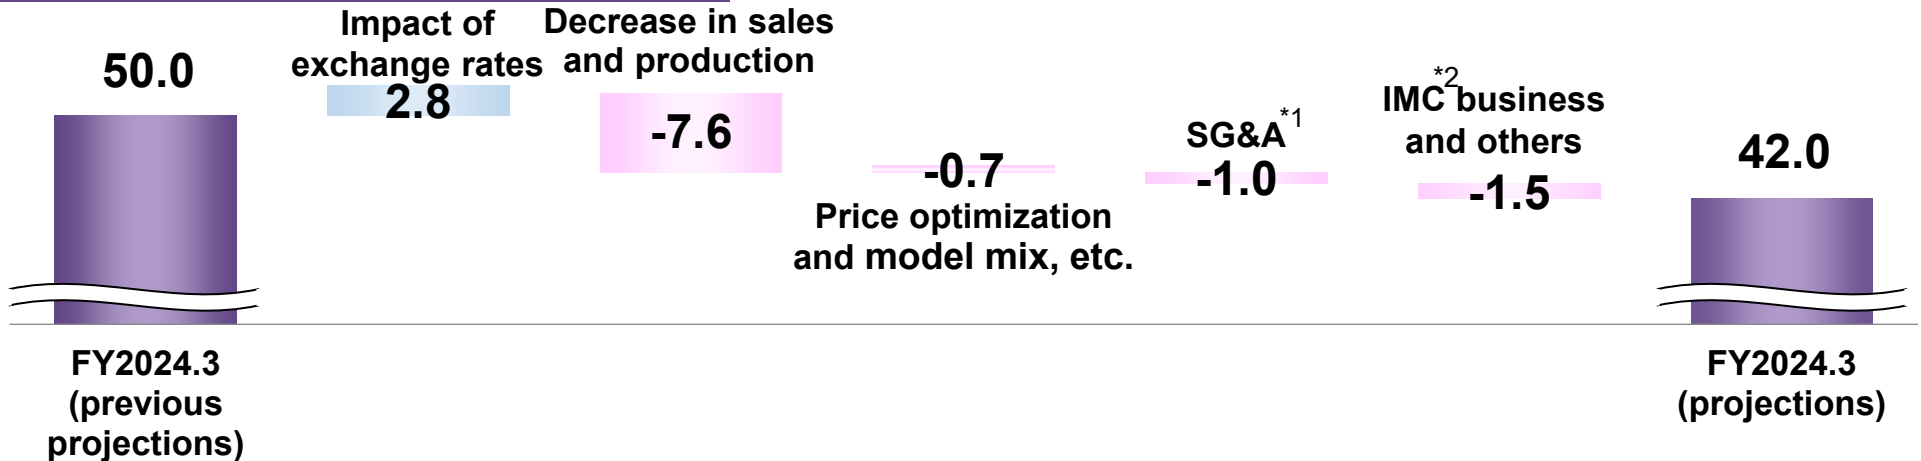 50.0
Impact of
exchange rates
2.8
Decrease in sales
and production
-7.6
-0.7
Price optimization
and model mix, etc.
SG&A*1
-1.0
IMC*2 business
and others
-1.5
42.0
FY2024.3
(previous
projections)
FY2024.3
(projections)